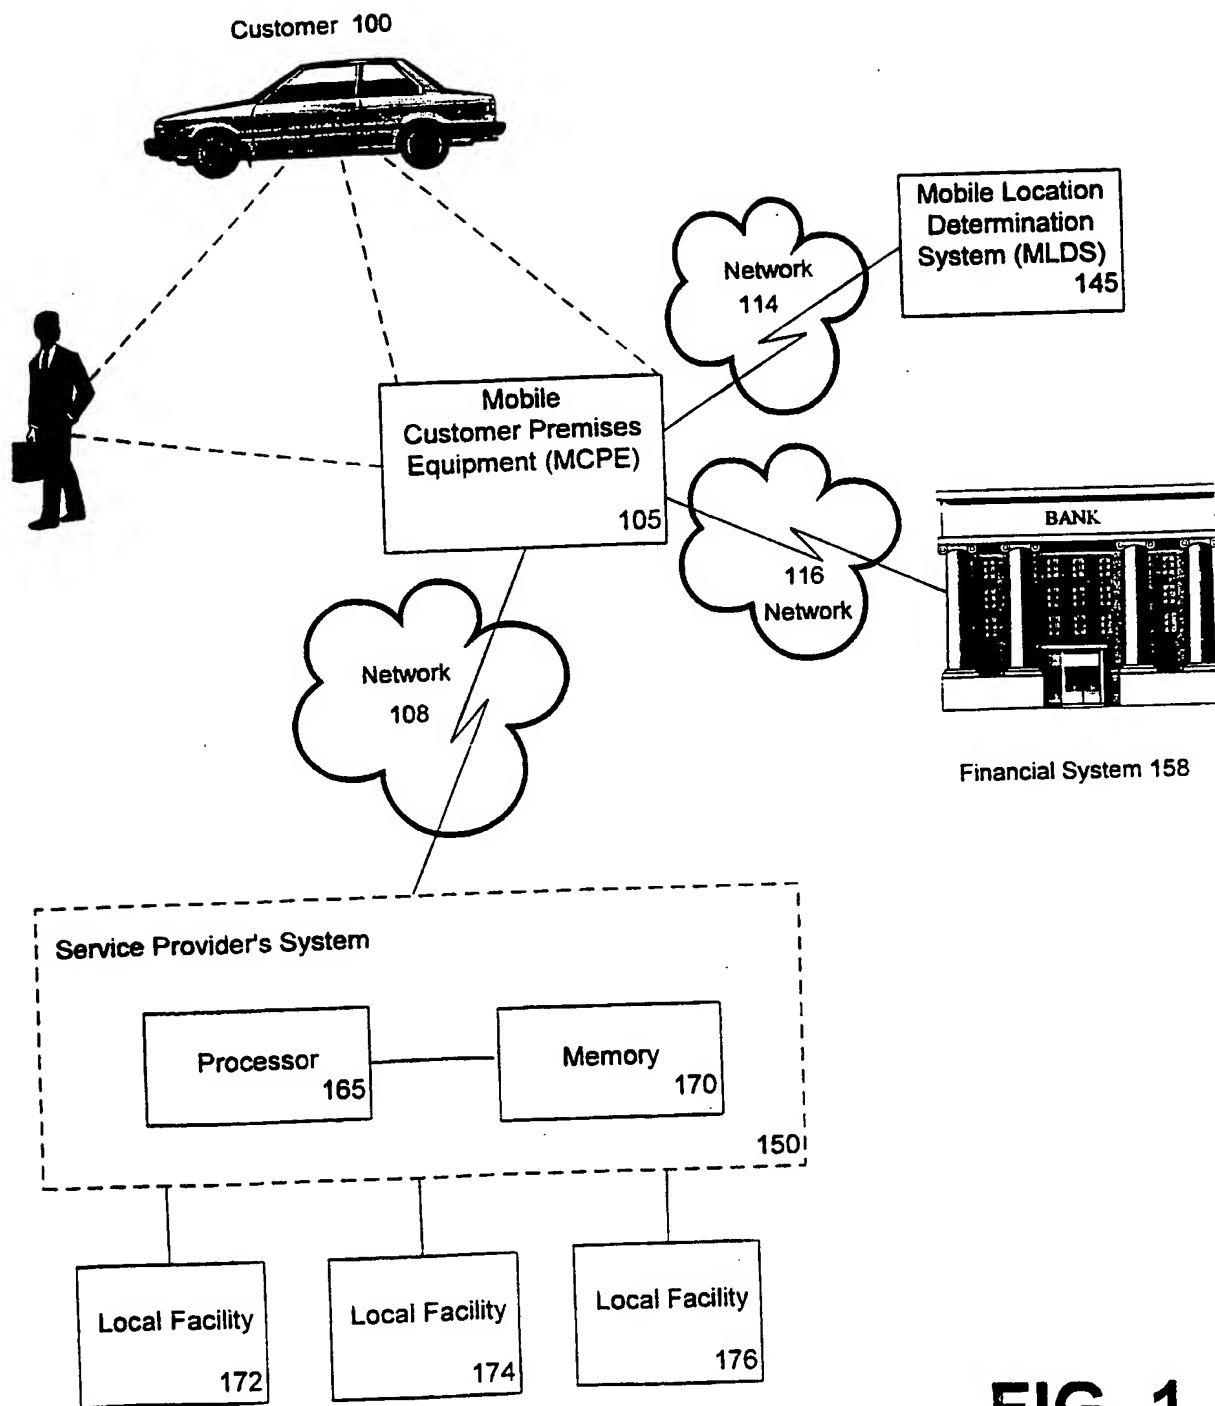 Customer 100
Mobile Location
Determination
System (MLDS)
145
Network
114
Mobile
Customer Premises
Equipment (MCPE)
105
BANK
116
Network
Network
108
Financial System 158
Service Provider's System
Processor
165
Memory
170
150
Local Facility
172
Local Facility
174
Local Facility
176
FIG. 1